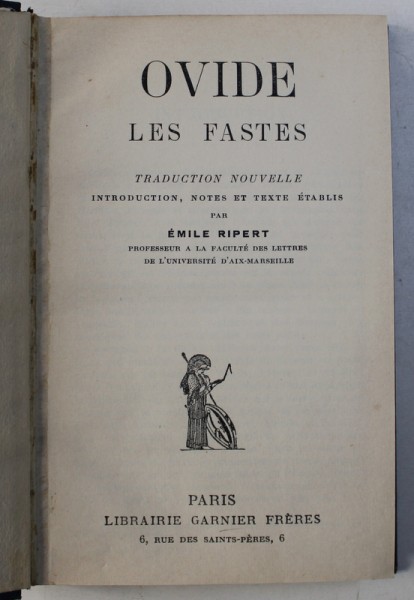 OVIDE
LES FASTES
TRADUCTION NOUVELLE
INTRODUCTION, NOTES ET TEXTE ÉTABLIS
PAR
ÉMILE RIPERT
PROFESSEUR A LA FACULTÉ DES LETTRES
DE L'UNIVERSITÉ D'AIX-MARSEILLE
PARIS
LIBRAIRIE GARNIER FRÈRES
6, RUE DES SAINTS-PÈRES, 6